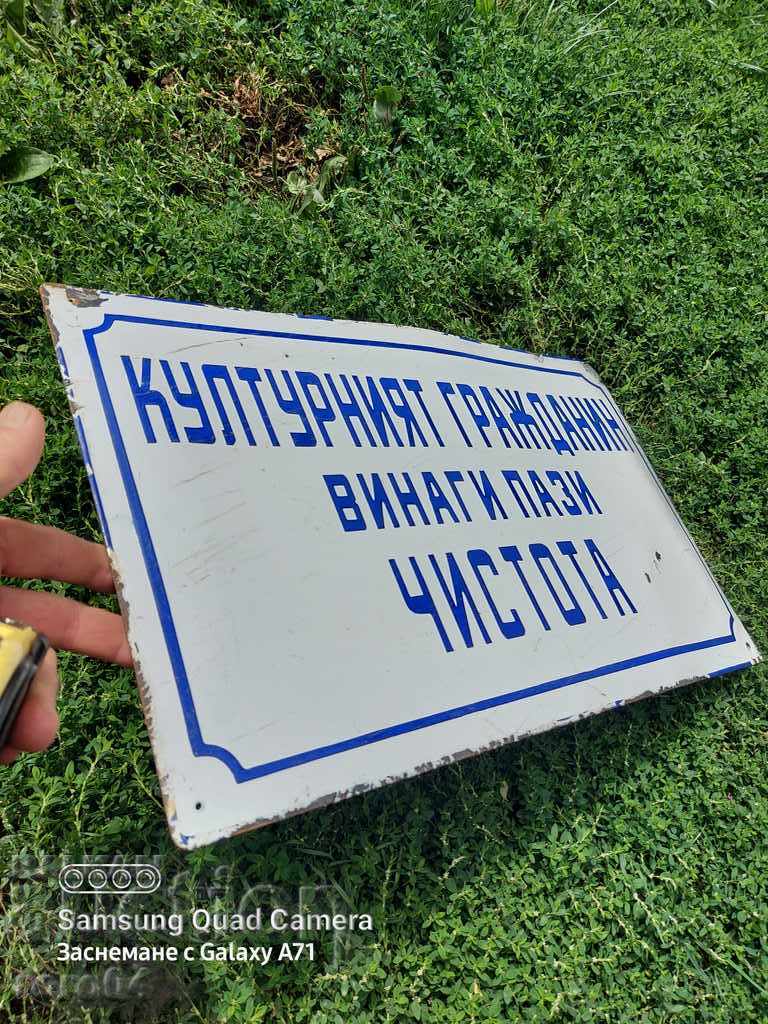 КУЛТУРНИЯТ ГРАЖДАНИН
ВИНАГИ ПАЗИ
ЧИСТОТА
Samsung Quad Camera
Заснемане с Galaxy A71